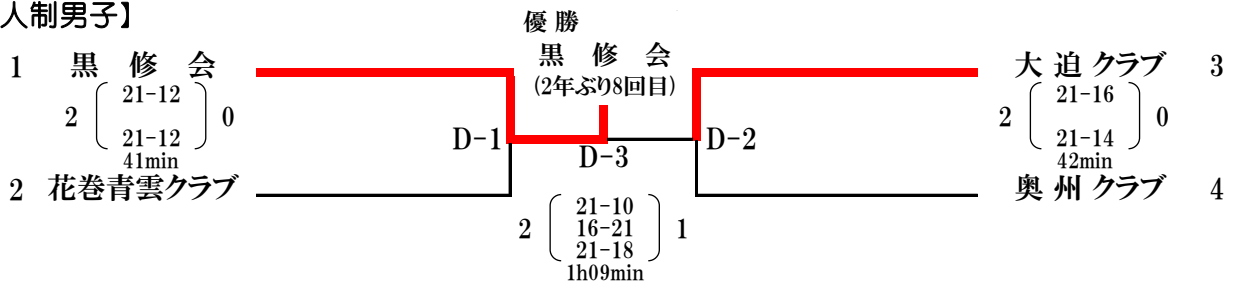 人制男子】
優勝
黒修会
(2年ぶり8回目)
1 黒修会
2 21-12 0
21-12
41min
2 花巻青雲クラブ
D-1
D-3
D-2
大迫クラブ 3
2 21-16 0
21-14
42min
奥州クラブ 4
21-10
2 16-21 1
21-18
1h09min